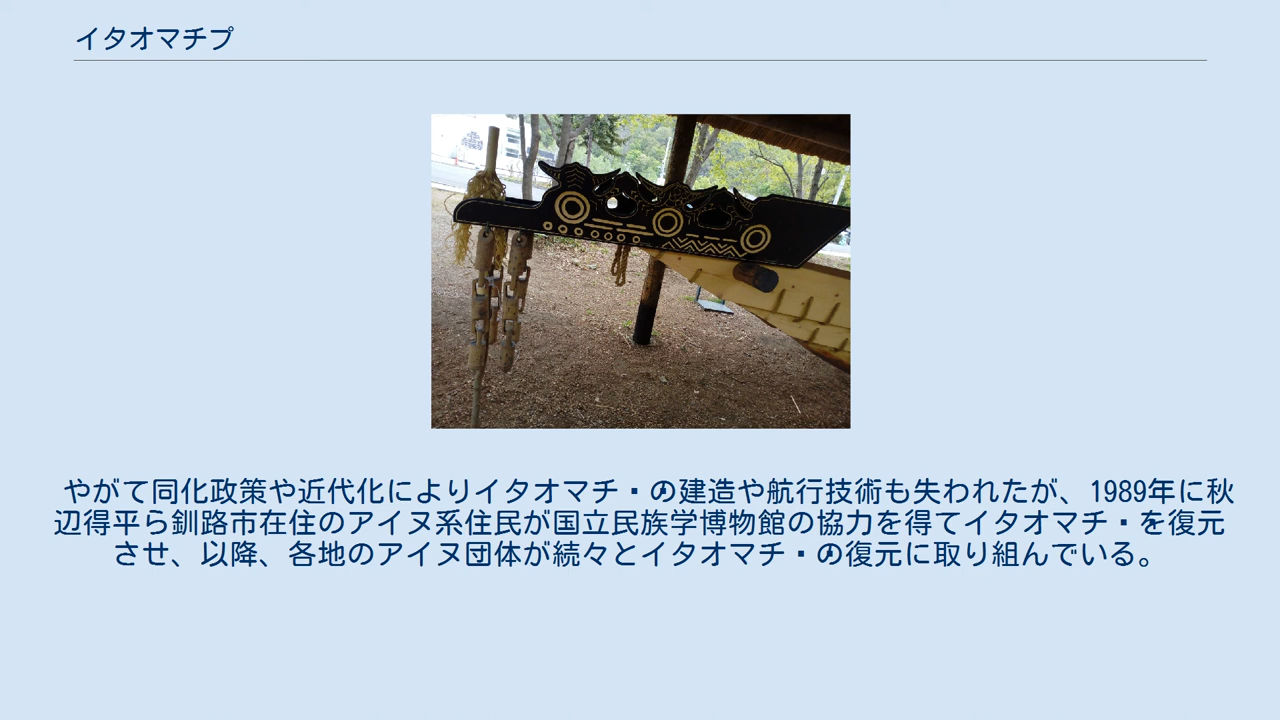 イタオマチプ
やがて同化政策や近代化によりイタオマチ・の建造や航行技術も失われたが、1989年に秋
辺得平ら釧路市在住のアイヌ系住民が国立民族学博物館の協力を得てイタオマチ・を復元
させ、以降、各地のアイヌ団体が続々とイタオマチ・の復元に取り組んでいる。